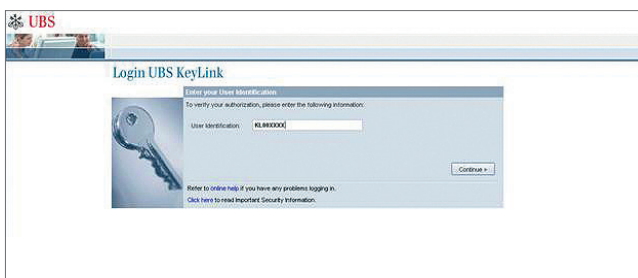 UBS
Login UBS KeyLink
Enter your User Identification
To verify your authorization, please enter the following information:
User Identification: KL00XXXX
Continue »
Refer to online help if you have any problems logging in.
Click here to read Important Security Information.